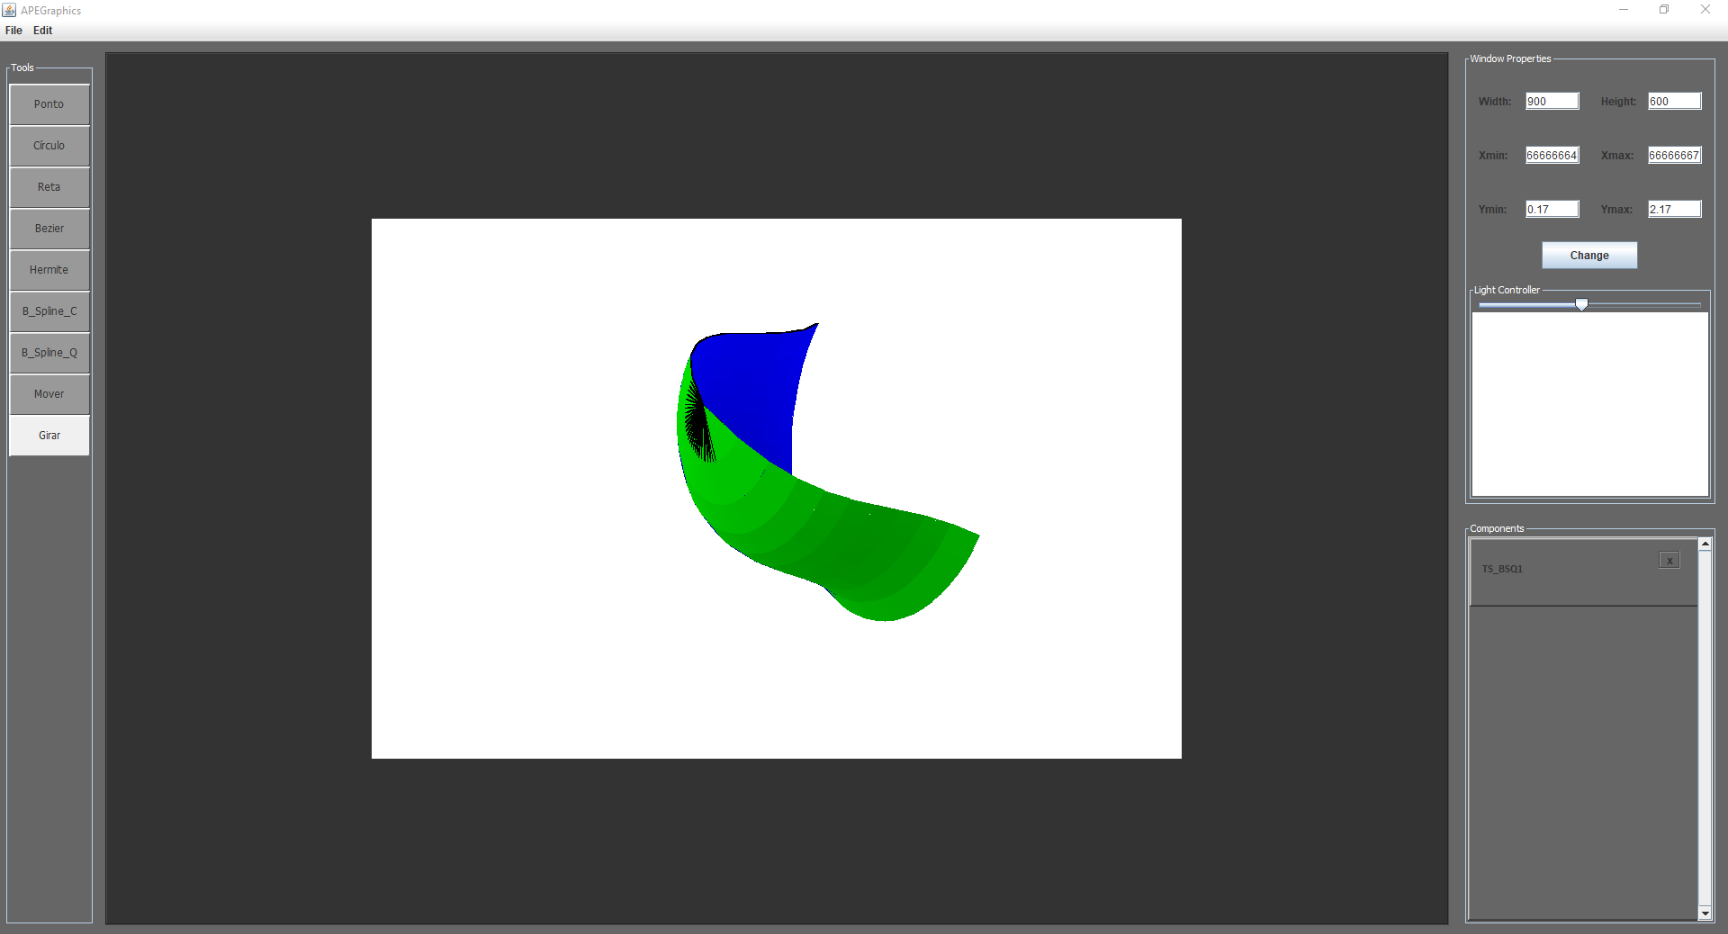 APEGraphics
File Edit
Tools
Ponto
Círculo
Reta
Bezier
Hermite
B_Spline_C
B_Spline_Q
Mover
Girar
Window Properties
Width: 900 Height: 600
Xmin: 66666664 Xmax: 66666667
Ymin: 0.17 Ymax: 2.17
Change
Light Controller
Components
TS_BSQ1 x